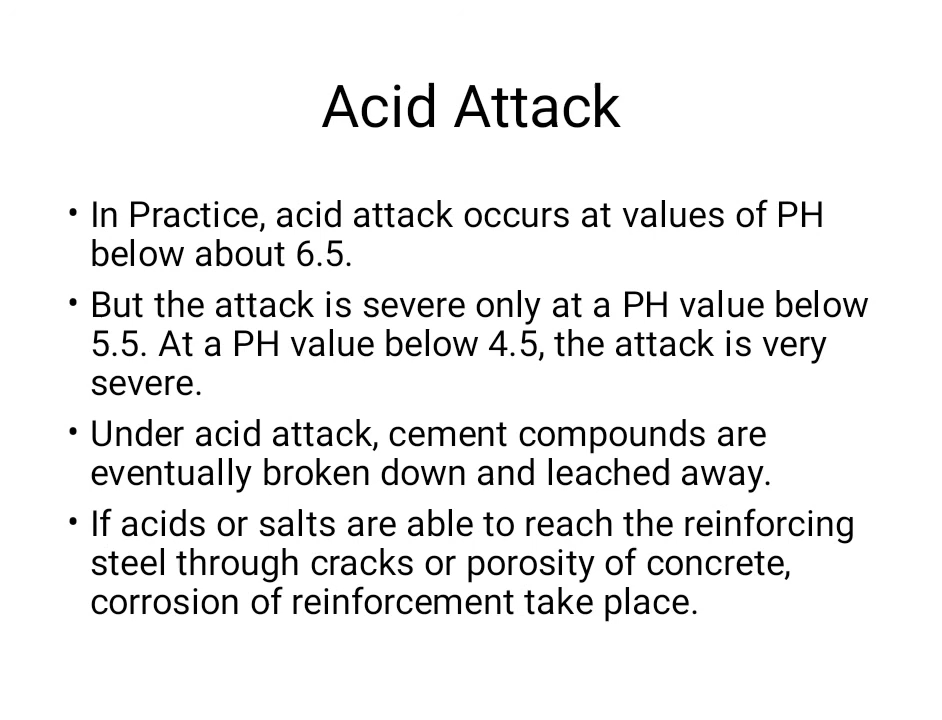 Acid Attack
• In Practice, acid attack occurs at values of PH
below about 6.5.
• But the attack is severe only at a PH value below
5.5. At a PH value below 4.5, the attack is very
severe.
• Under acid attack, cement compounds are
eventually broken down and leached away.
• If acids or salts are able to reach the reinforcing
steel through cracks or porosity of concrete,
corrosion of reinforcement take place.